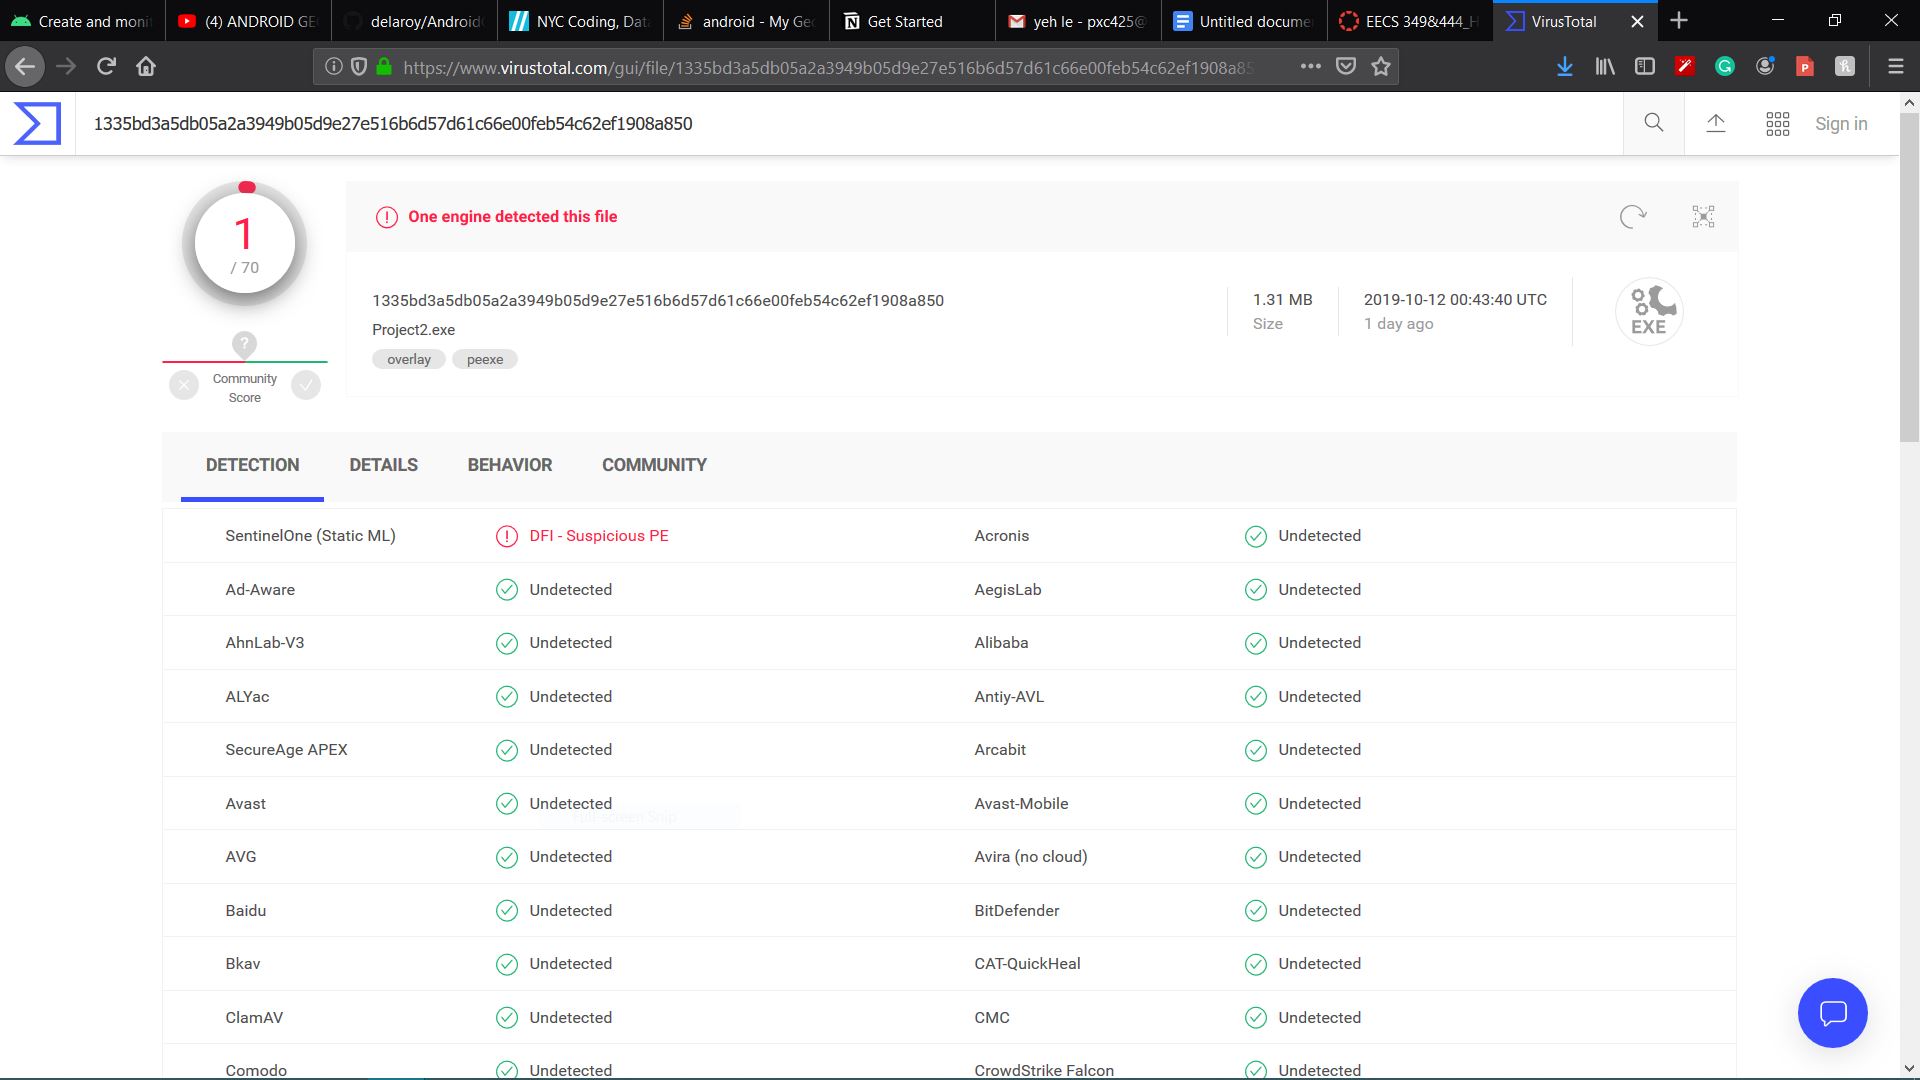 Create and moni
(4) ANDROID GE
delaroy/Android
NYC Coding, Dat
android - My Geo
Get Started
yeh le - pxc425@
Untitled docume
EECS 349&444_H
VirusTotal
https://www.virustotal.com/gui/file/1335bd3a5db05a2a3949b05d9e27e516b6d57d61c66e00feb54c62ef1908a85
1335bd3a5db05a2a3949b05d9e27e516b6d57d61c66e00feb54c62ef1908a850
Sign in
1
/ 70
One engine detected this file
1335bd3a5db05a2a3949b05d9e27e516b6d57d61c66e00feb54c62ef1908a850
Project2.exe
overlay peexe
1.31 MB
Size
2019-10-12 00:43:40 UTC
1 day ago
EXE
?
Community
Score
DETECTION DETAILS BEHAVIOR COMMUNITY
SentinelOne (Static ML) DFI - Suspicious PE Acronis Undetected
Ad-Aware Undetected AegisLab Undetected
AhnLab-V3 Undetected Alibaba Undetected
ALYac Undetected Antiy-AVL Undetected
SecureAge APEX Undetected Arcabit Undetected
Avast Undetected Avast-Mobile Undetected
Full-screen Snip
AVG Undetected Avira (no cloud) Undetected
Baidu Undetected BitDefender Undetected
Bkav Undetected CAT-QuickHeal Undetected
ClamAV Undetected CMC Undetected
Comodo Undetected CrowdStrike Falcon Undetected